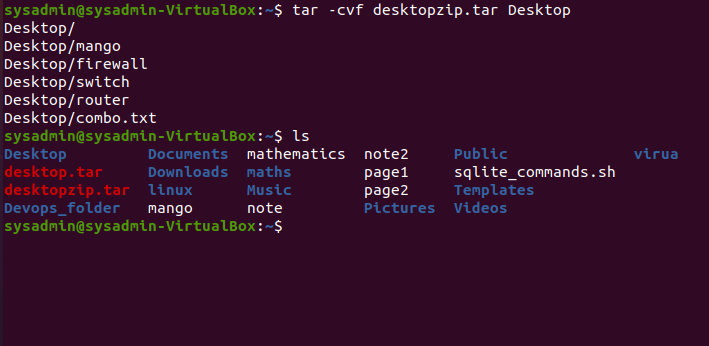 sysadmin@sysadmin-VirtualBox:~$ tar -cvf desktopzip.tar Desktop
Desktop/
Desktop/mango
Desktop/firewall
Desktop/switch
Desktop/router
Desktop/combo.txt
sysadmin@sysadmin-VirtualBox:~$ ls
Desktop         Documents  mathematics  note2     Public              virua
desktop.tar     Downloads  maths        page1     sqlite_commands.sh
desktopzip.tar  linux      Music        page2     Templates
Devops_folder   mango      note         Pictures  Videos
sysadmin@sysadmin-VirtualBox:~$